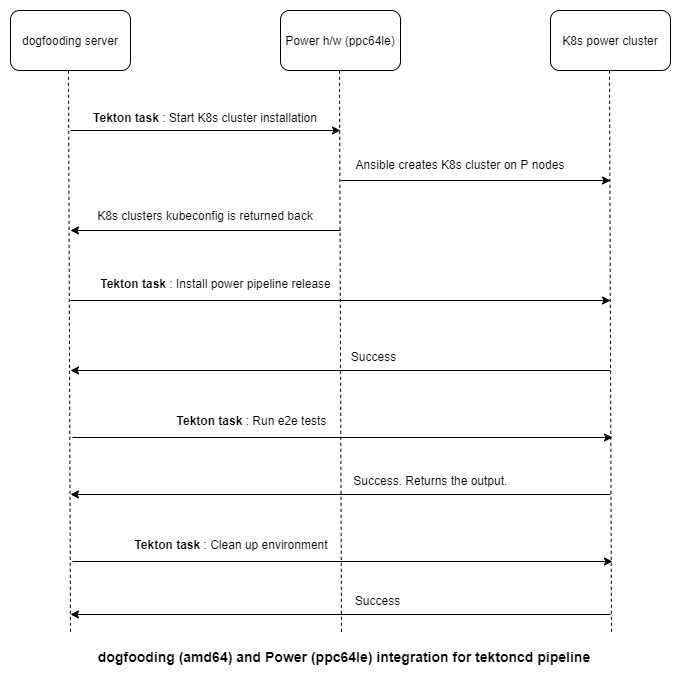 dogfooding server
Power h/w (ppc64le)
K8s power cluster
Tekton task : Start K8s cluster installation
Ansible creates K8s cluster on P nodes
K8s clusters kubeconfig is returned back
Tekton task : Install power pipeline release
Success
Tekton task : Run e2e tests
Success. Returns the output.
Tekton task : Clean up environment
Success
dogfooding (amd64) and Power (ppc64le) integration for tektoncd pipeline